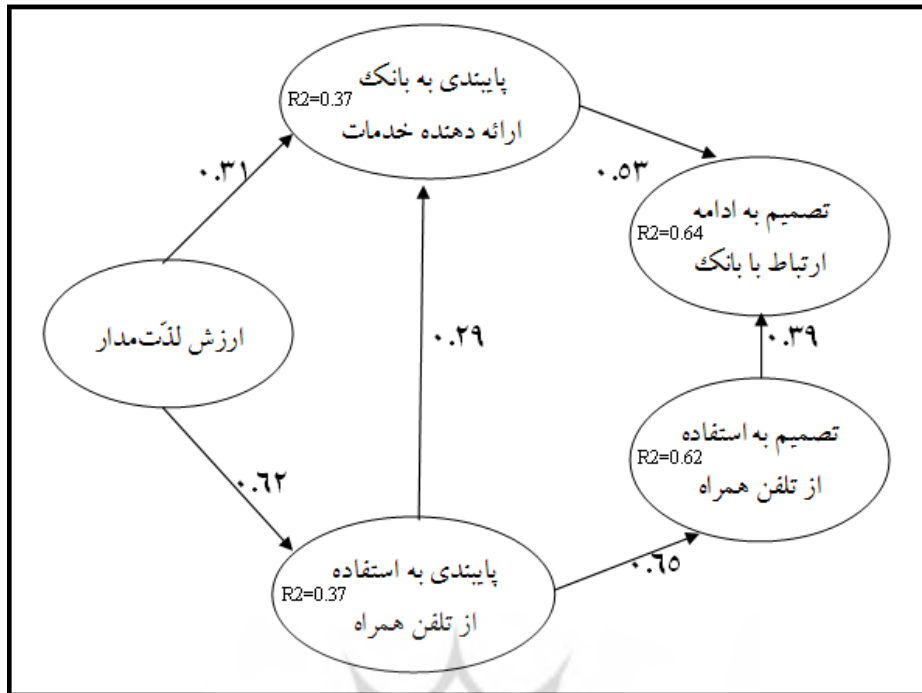 پایبندی به بانک
R2=0.37
ارائه دهنده خدمات
۰.۳۱
۰.۵۳
تصمیم به ادامه
R2=0.64
ارتباط با بانک
ارزش لذّت‌مدار
۰.۲۹
۰.۳۹
تصمیم به استفاده
R2=0.62
از تلفن همراه
۰.۶۲
۰.۶۵
پایبندی به استفاده
R2=0.37
از تلفن همراه